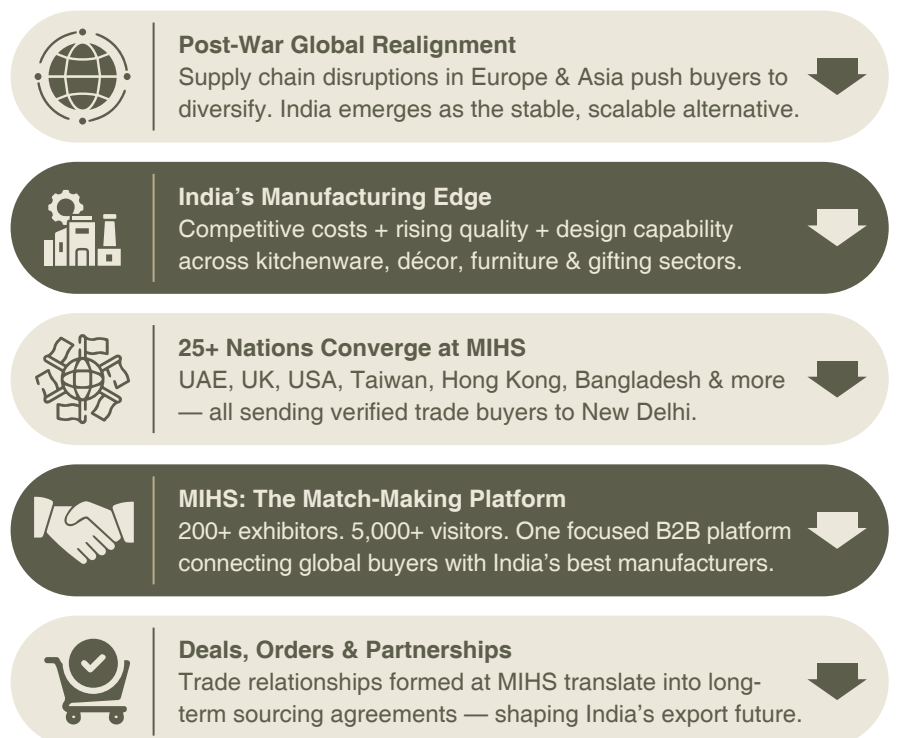 Post-War Global Realignment
Supply chain disruptions in Europe & Asia push buyers to
diversify. India emerges as the stable, scalable alternative.
India’s Manufacturing Edge
Competitive costs + rising quality + design capability
across kitchenware, décor, furniture & gifting sectors.
25+ Nations Converge at MIHS
UAE, UK, USA, Taiwan, Hong Kong, Bangladesh & more
— all sending verified trade buyers to New Delhi.
MIHS: The Match-Making Platform
200+ exhibitors. 5,000+ visitors. One focused B2B platform
connecting global buyers with India’s best manufacturers.
Deals, Orders & Partnerships
Trade relationships formed at MIHS translate into long-
term sourcing agreements — shaping India’s export future.